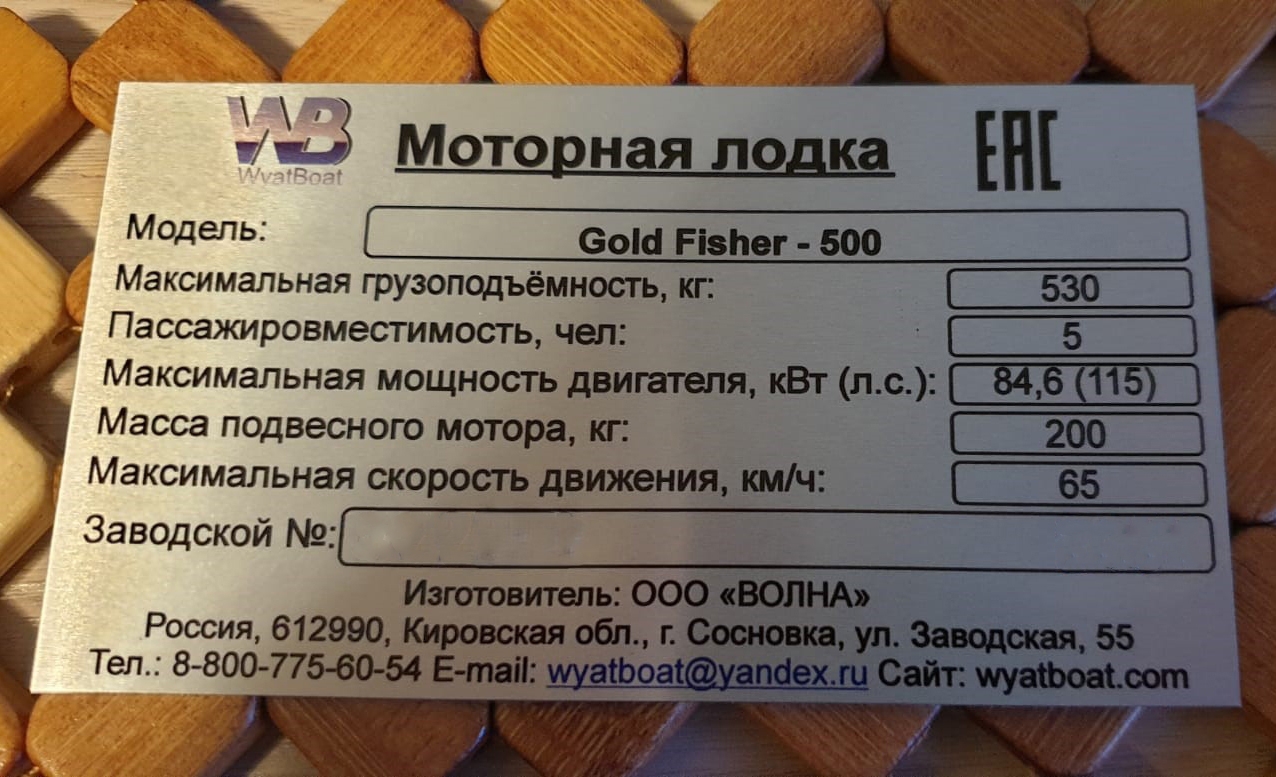 WB
WyatBoat
Моторная лодка
EAC
Модель: Gold Fisher - 500
Максимальная грузоподъёмность, кг: 530
Пассажировместимость, чел: 5
Максимальная мощность двигателя, кВт (л.с.): 84,6 (115)
Масса подвесного мотора, кг: 200
Максимальная скорость движения, км/ч: 65
Заводской №:
Изготовитель: ООО «ВОЛНА»
Россия, 612990, Кировская обл., г. Сосновка, ул. Заводская, 55
Тел.: 8-800-775-60-54 E-mail: wyatboat@yandex.ru Сайт: wyatboat.com